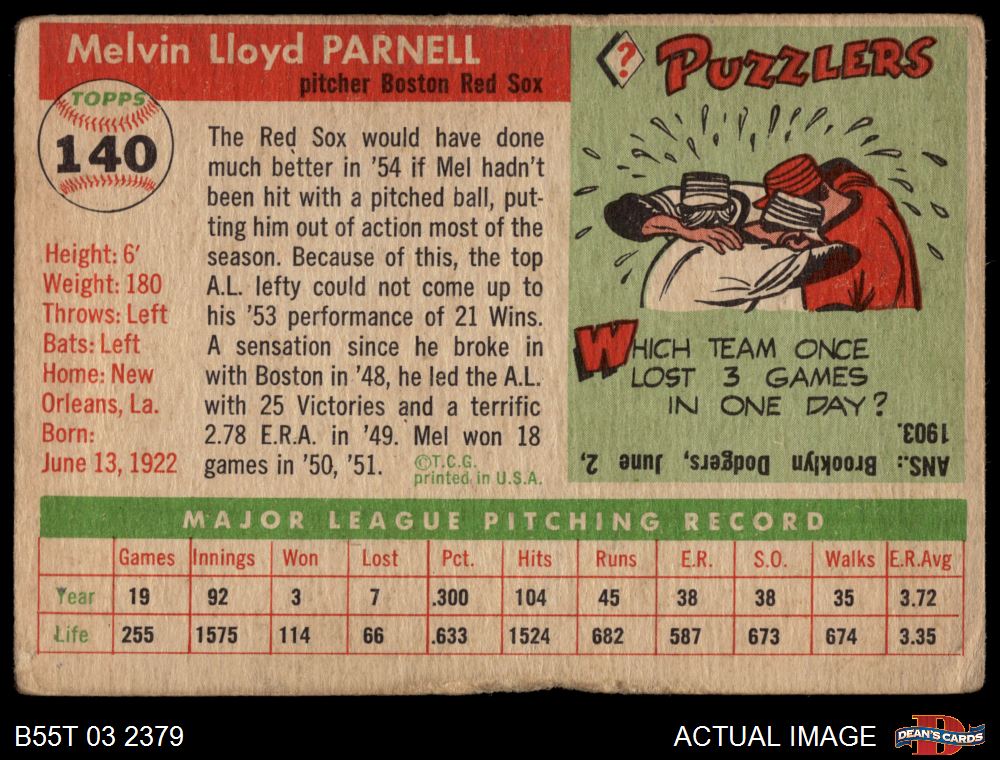 Melvin Lloyd PARNELL
pitcher Boston Red Sox
TOPPS
140
Height: 6'
Weight: 180
Throws: Left
Bats: Left
Home: New
Orleans, La.
Born:
June 13, 1922
The Red Sox would have done
much better in '54 if Mel hadn't
been hit with a pitched ball, put-
ting him out of action most of the
season. Because of this, the top
A.L. lefty could not come up to
his '53 performance of 21 Wins.
A sensation since he broke in
with Boston in '48, he led the A.L.
with 25 Victories and a terrific
2.78 E.R.A. in '49. Mel won 18
games in '50, '51.
©T.C.G.
printed in U.S.A.
? PUZZLERS
WHICH TEAM ONCE
LOST 3 GAMES
IN ONE DAY?
ANS.: Brooklyn Dodgers, June 2,
1903.
MAJOR LEAGUE PITCHING RECORD
Games Innings Won Lost Pct. Hits Runs E.R. S.O. Walks E.R.Avg
Year 19 92 3 7 .300 104 45 38 38 35 3.72
Life 255 1575 114 66 .633 1524 682 587 673 674 3.35
B55T 03 2379
ACTUAL IMAGE
DEAN'S CARDS